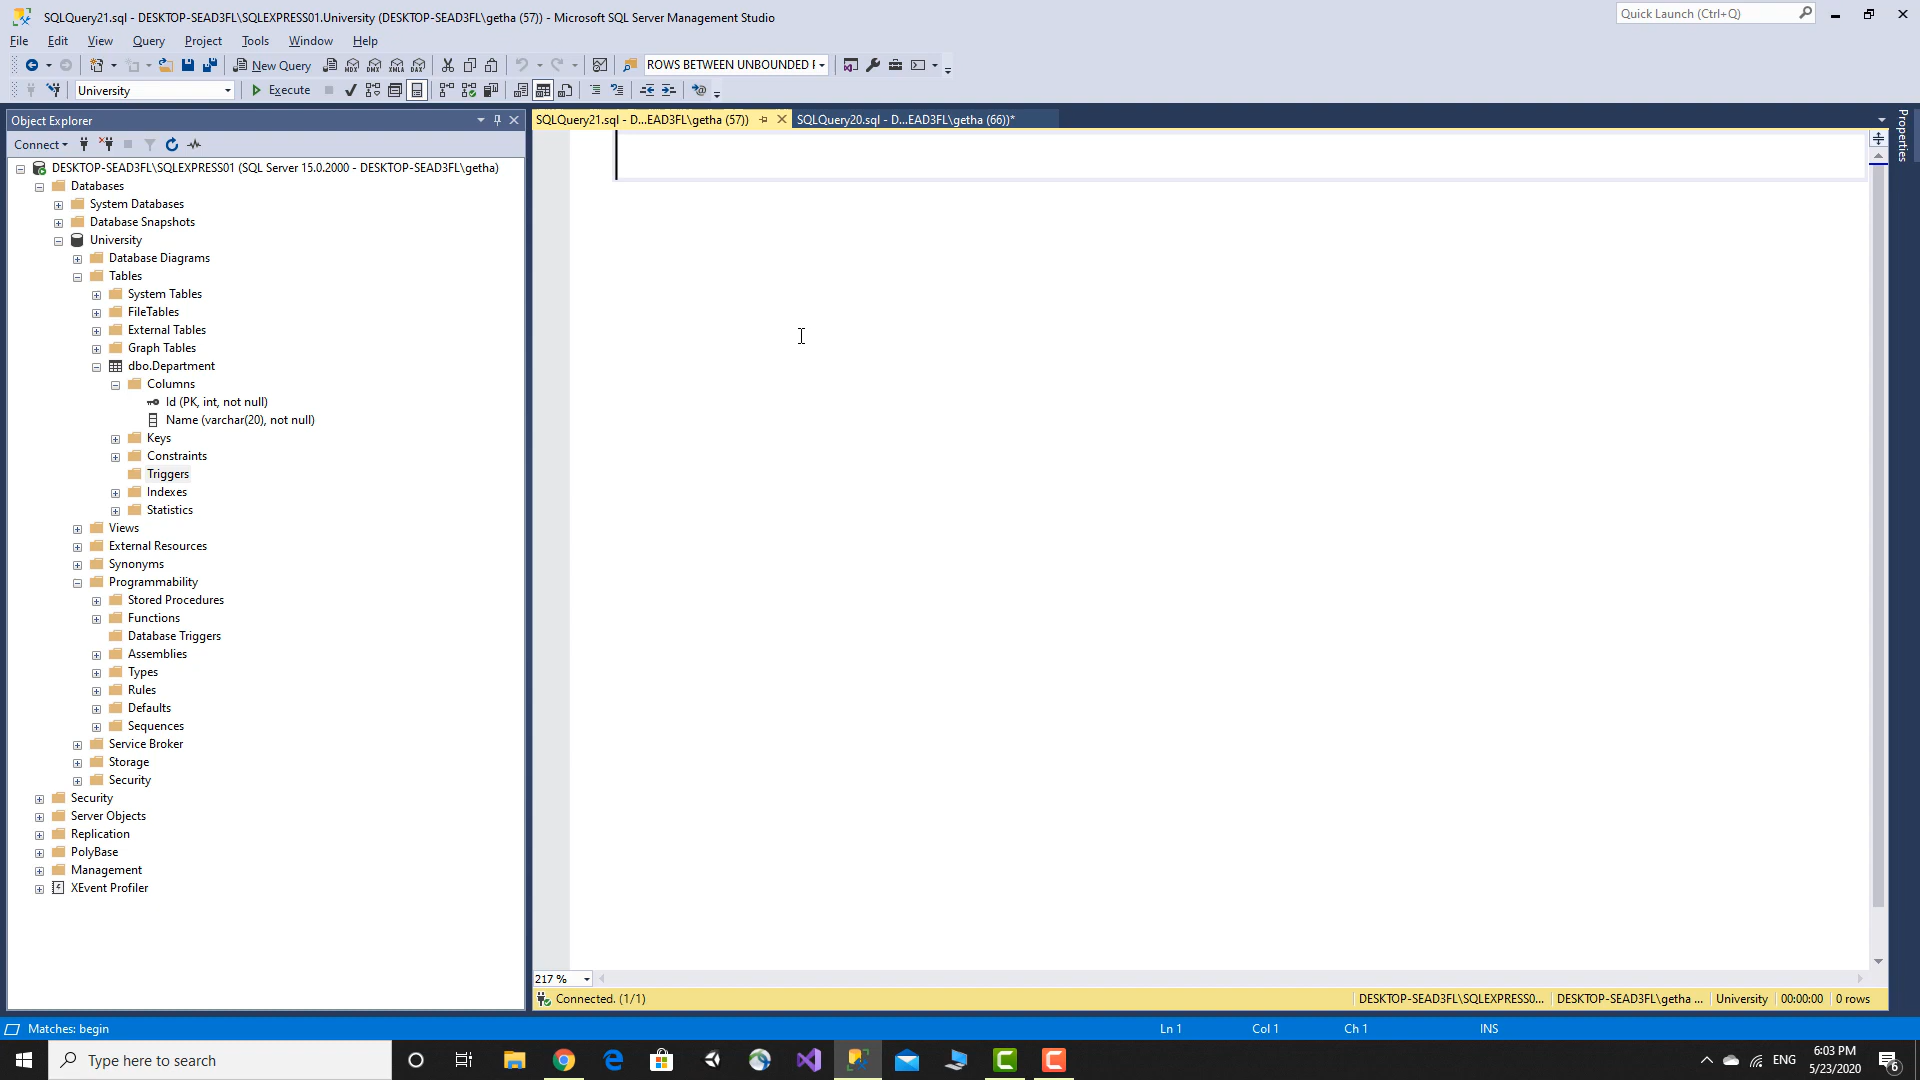 SQLQuery21.sql - DESKTOP-SEAD3FL\SQLEXPRESS01.University (DESKTOP-SEAD3FL\getha (57)) - Microsoft SQL Server Management Studio
Quick Launch (Ctrl+Q)
File Edit View Query Project Tools Window Help
New Query
MDX DMX XMLA DAX
ROWS BETWEEN UNBOUNDED F
University
Execute
Object Explorer
SQLQuery21.sql - D...EAD3FL\getha (57))
SQLQuery20.sql - D...EAD3FL\getha (66))*
Properties
Connect
DESKTOP-SEAD3FL\SQLEXPRESS01 (SQL Server 15.0.2000 - DESKTOP-SEAD3FL\getha)
Databases
System Databases
Database Snapshots
University
Database Diagrams
Tables
System Tables
FileTables
External Tables
Graph Tables
dbo.Department
Columns
Id (PK, int, not null)
Name (varchar(20), not null)
Keys
Constraints
Triggers
Indexes
Statistics
Views
External Resources
Synonyms
Programmability
Stored Procedures
Functions
Database Triggers
Assemblies
Types
Rules
Defaults
Sequences
Service Broker
Storage
Security
Security
Server Objects
Replication
PolyBase
Management
XEvent Profiler
217 %
Connected. (1/1)
DESKTOP-SEAD3FL\SQLEXPRESS0...
DESKTOP-SEAD3FL\getha ...
University
00:00:00
0 rows
Matches: begin
Ln 1
Col 1
Ch 1
INS
Type here to search
ENG
6:03 PM
5/23/2020
6